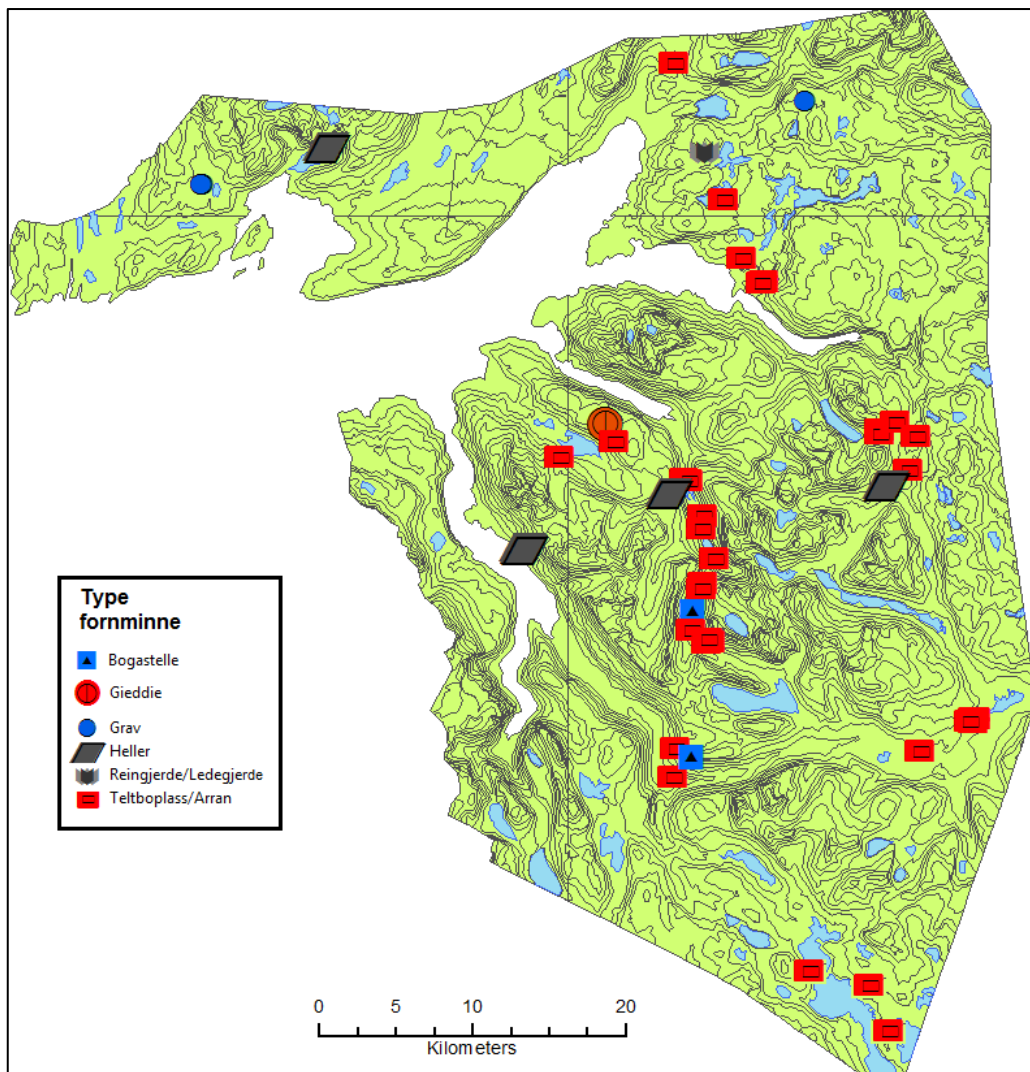 Type
fornminne
Bogastelle
Gieddie
Grav
Heller
Reingjerde/Ledegjerde
Teltboplass/Arran
0 5 10 20
Kilometers